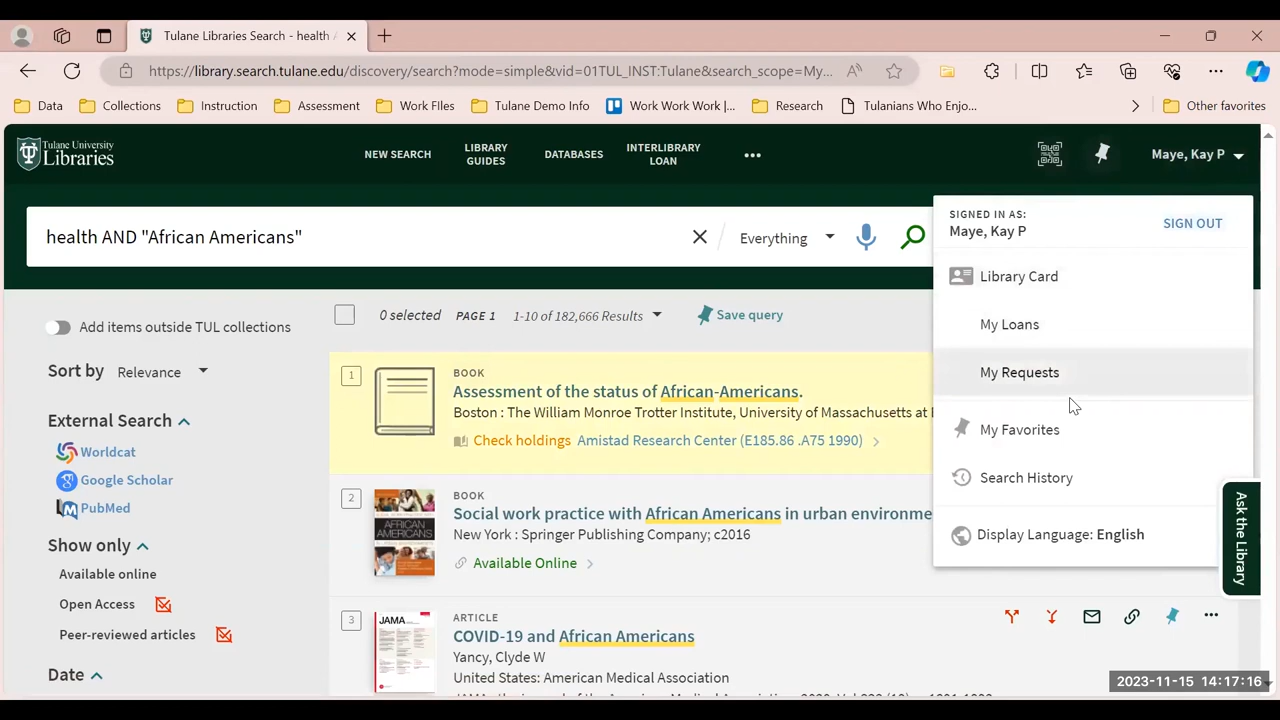 Tulane Libraries Search - health A
https://library.search.tulane.edu/discovery/search?mode=simple&vid=01TUL_INST:Tulane&search_scope=My...
Data
Collections
Instruction
Assessment
Work FIles
Tulane Demo Info
Work Work Work |...
Research
Tulanians Who Enjo...
Other favorites
Tulane University
Libraries
NEW SEARCH
LIBRARY
GUIDES
DATABASES
INTERLIBRARY
LOAN
Maye, Kay P
health AND "African Americans"
Everything
SIGNED IN AS:
Maye, Kay P
SIGN OUT
Library Card
My Loans
My Requests
My Favorites
Search History
Display Language: English
Add items outside TUL collections
Sort by Relevance
External Search
Worldcat
Google Scholar
PubMed
Show only
Available online
Open Access
Peer-reviewed articles
Date
0 selected PAGE 1 1-10 of 182,666 Results
Save query
1
BOOK
Assessment of the status of African-Americans.
Boston : The William Monroe Trotter Institute, University of Massachusetts at
Check holdings Amistad Research Center (E185.86 .A75 1990)
2
BOOK
Social work practice with African Americans in urban environme
New York : Springer Publishing Company; c2016
Available Online
3
JAMA
ARTICLE
COVID-19 and African Americans
Yancy, Clyde W
United States: American Medical Association
Ask the Library
2023-11-15 14:17:16